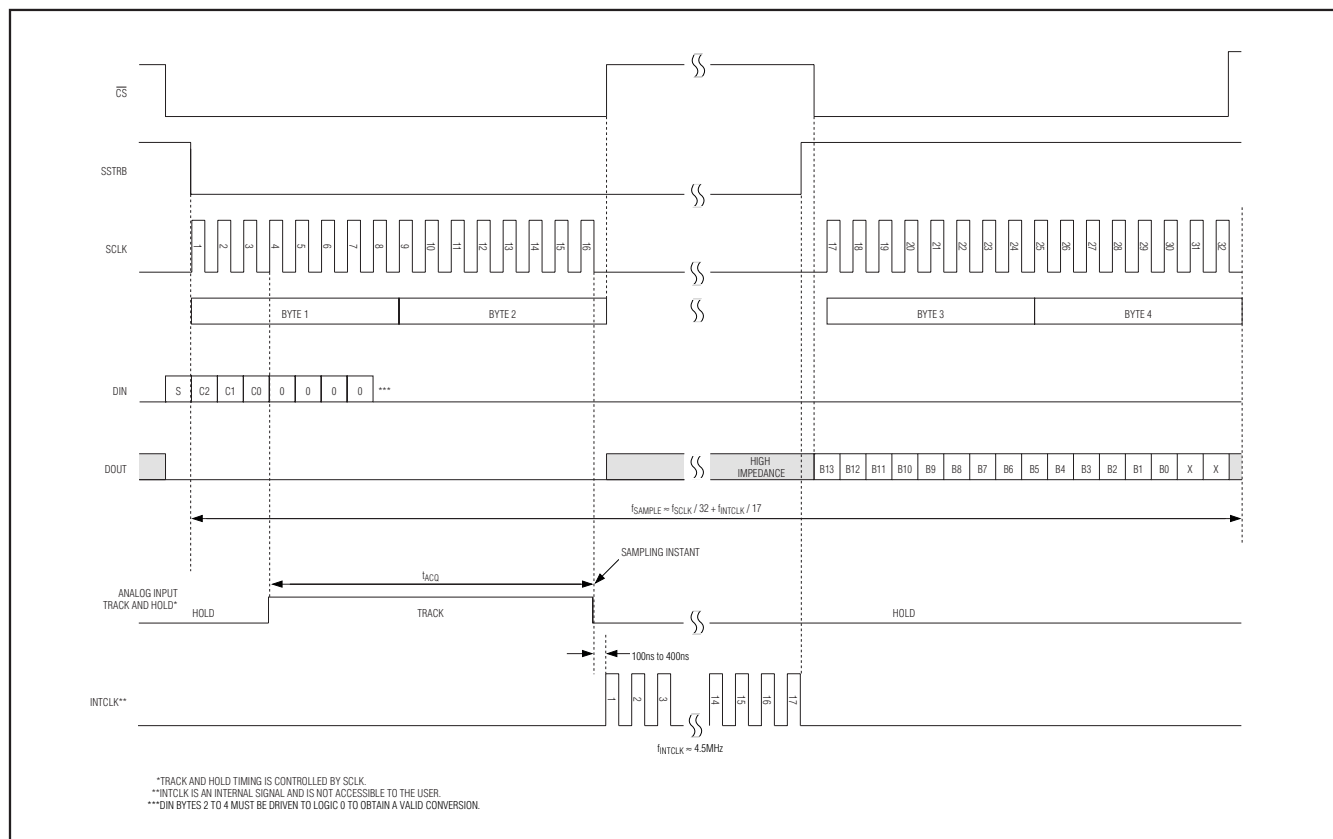 CS
SSTRB
SCLK
1 2 3 4 5 6 7 8 9 10 11 12 13 14 15 16 17 18 19 20 21 22 23 24 25 26 27 28 29 30 31 32
BYTE 1 BYTE 2 BYTE 3 BYTE 4
DIN
S C2 C1 C0 0 0 0 0 ***
DOUT
HIGH
IMPEDANCE
B13 B12 B11 B10 B9 B8 B7 B6 B5 B4 B3 B2 B1 B0 X X
fSAMPLE ≈ fSCLK / 32 + fINTCLK / 17
SAMPLING INSTANT
tACQ
ANALOG INPUT
TRACK AND HOLD*
HOLD TRACK HOLD
100ns to 400ns
INTCLK**
1 2 3 14 15 16 17
fINTCLK ≈ 4.5MHz
*TRACK AND HOLD TIMING IS CONTROLLED BY SCLK.
**INTCLK IS AN INTERNAL SIGNAL AND IS NOT ACCESSIBLE TO THE USER.
***DIN BYTES 2 TO 4 MUST BE DRIVEN TO LOGIC 0 TO OBTAIN A VALID CONVERSION.